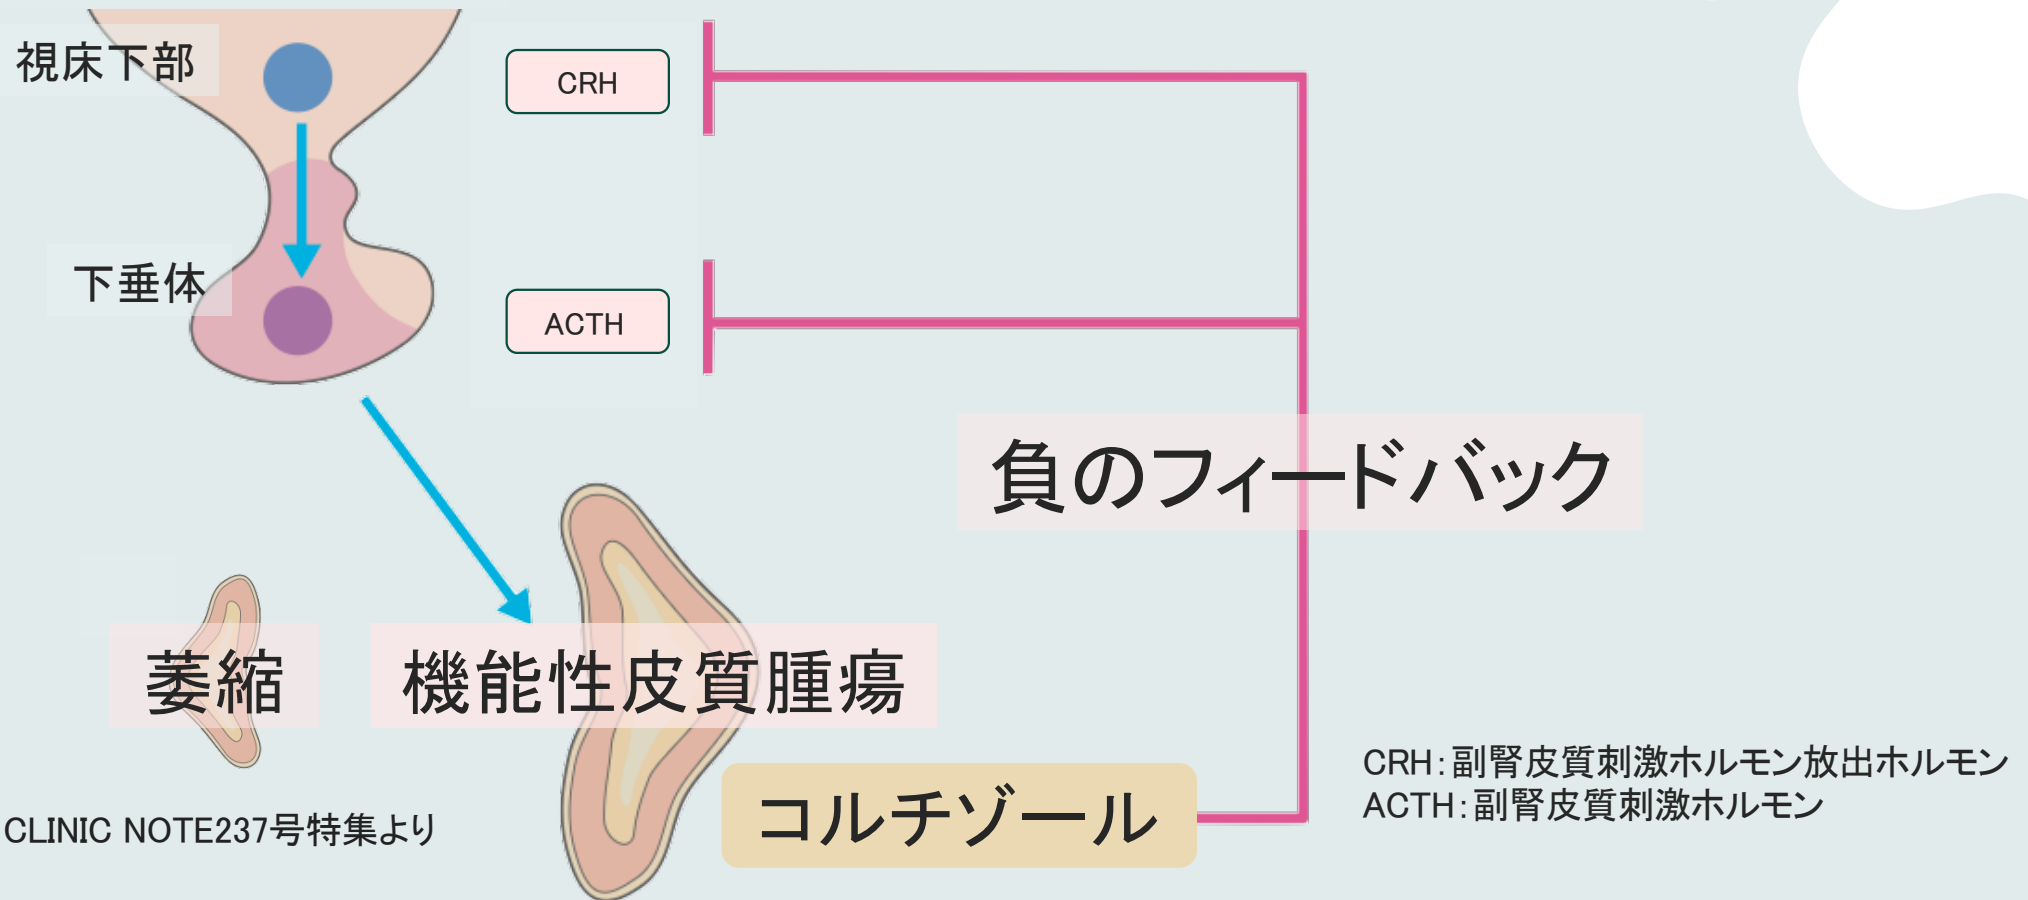 視床下部
CRH
下垂体
ACTH
負のフィードバック
萎縮
機能性皮質腫瘍
コルチゾール
CRH：副腎皮質刺激ホルモン放出ホルモン
ACTH：副腎皮質刺激ホルモン
CLINIC NOTE237号特集より